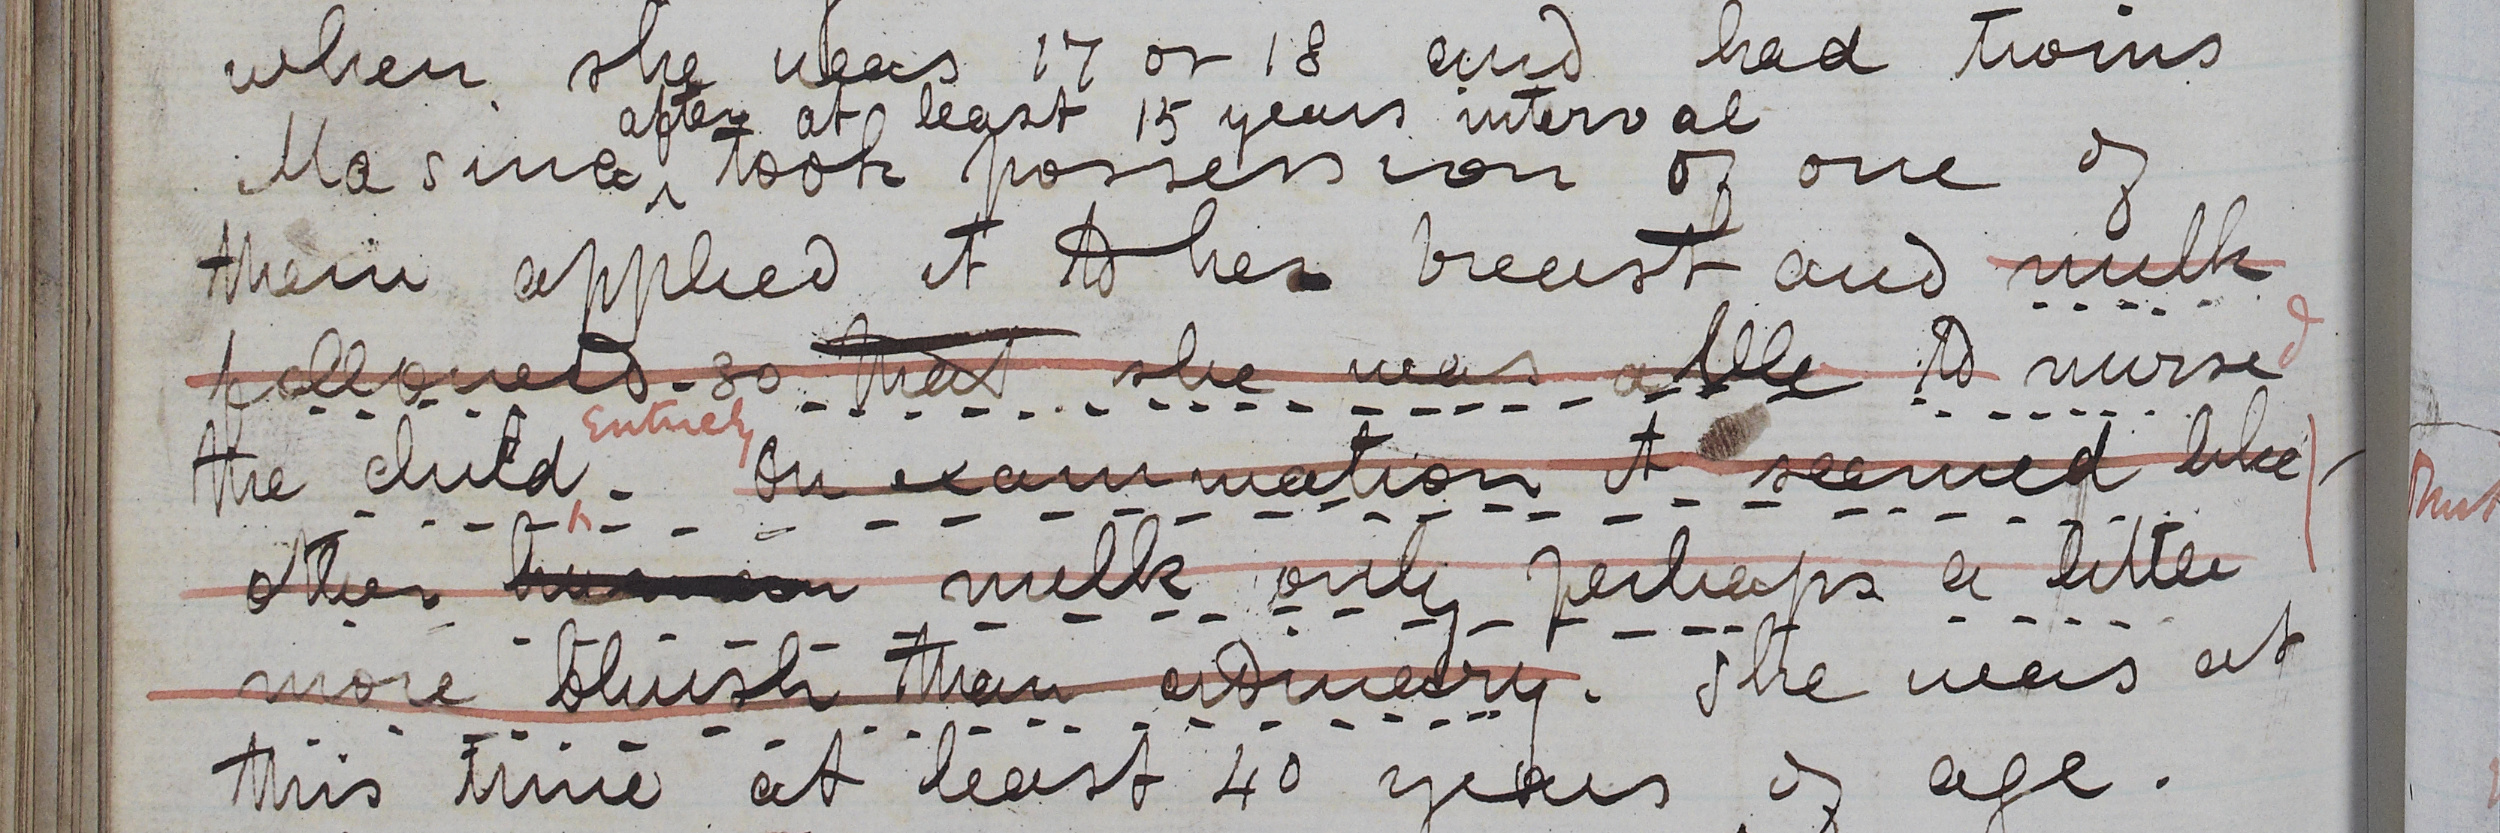 when she was 17 or 18 and had twins
after at least 15 years interval
Masina took possession of one of
them applied it to her breast and milk
followed so that she was able to nursed
Entirely
the child. On examination it seemed like
other human milk only perhaps a little
more bluish than ordinary. She was at
this time at least 40 years of age.